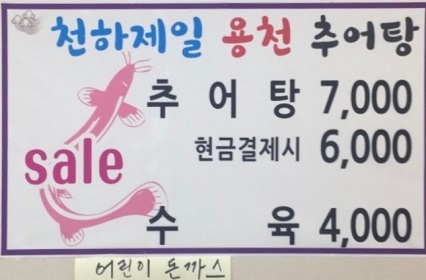 천하제일 용천 추어탕
추어탕 7,000
현금결제시 6,000
sale
수육 4,000
어린이 돈까스